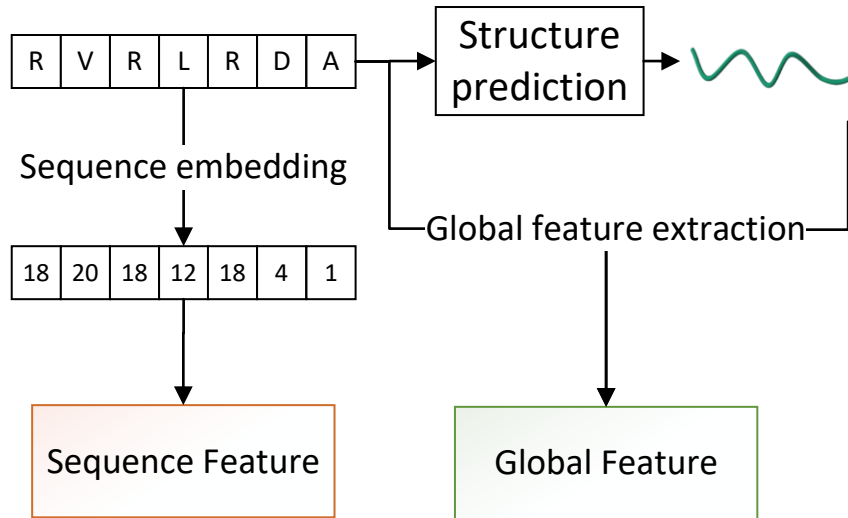 R V R L R D A
Structure
prediction
Sequence embedding
Global feature extraction
18 20 18 12 18 4 1
Sequence Feature
Global Feature